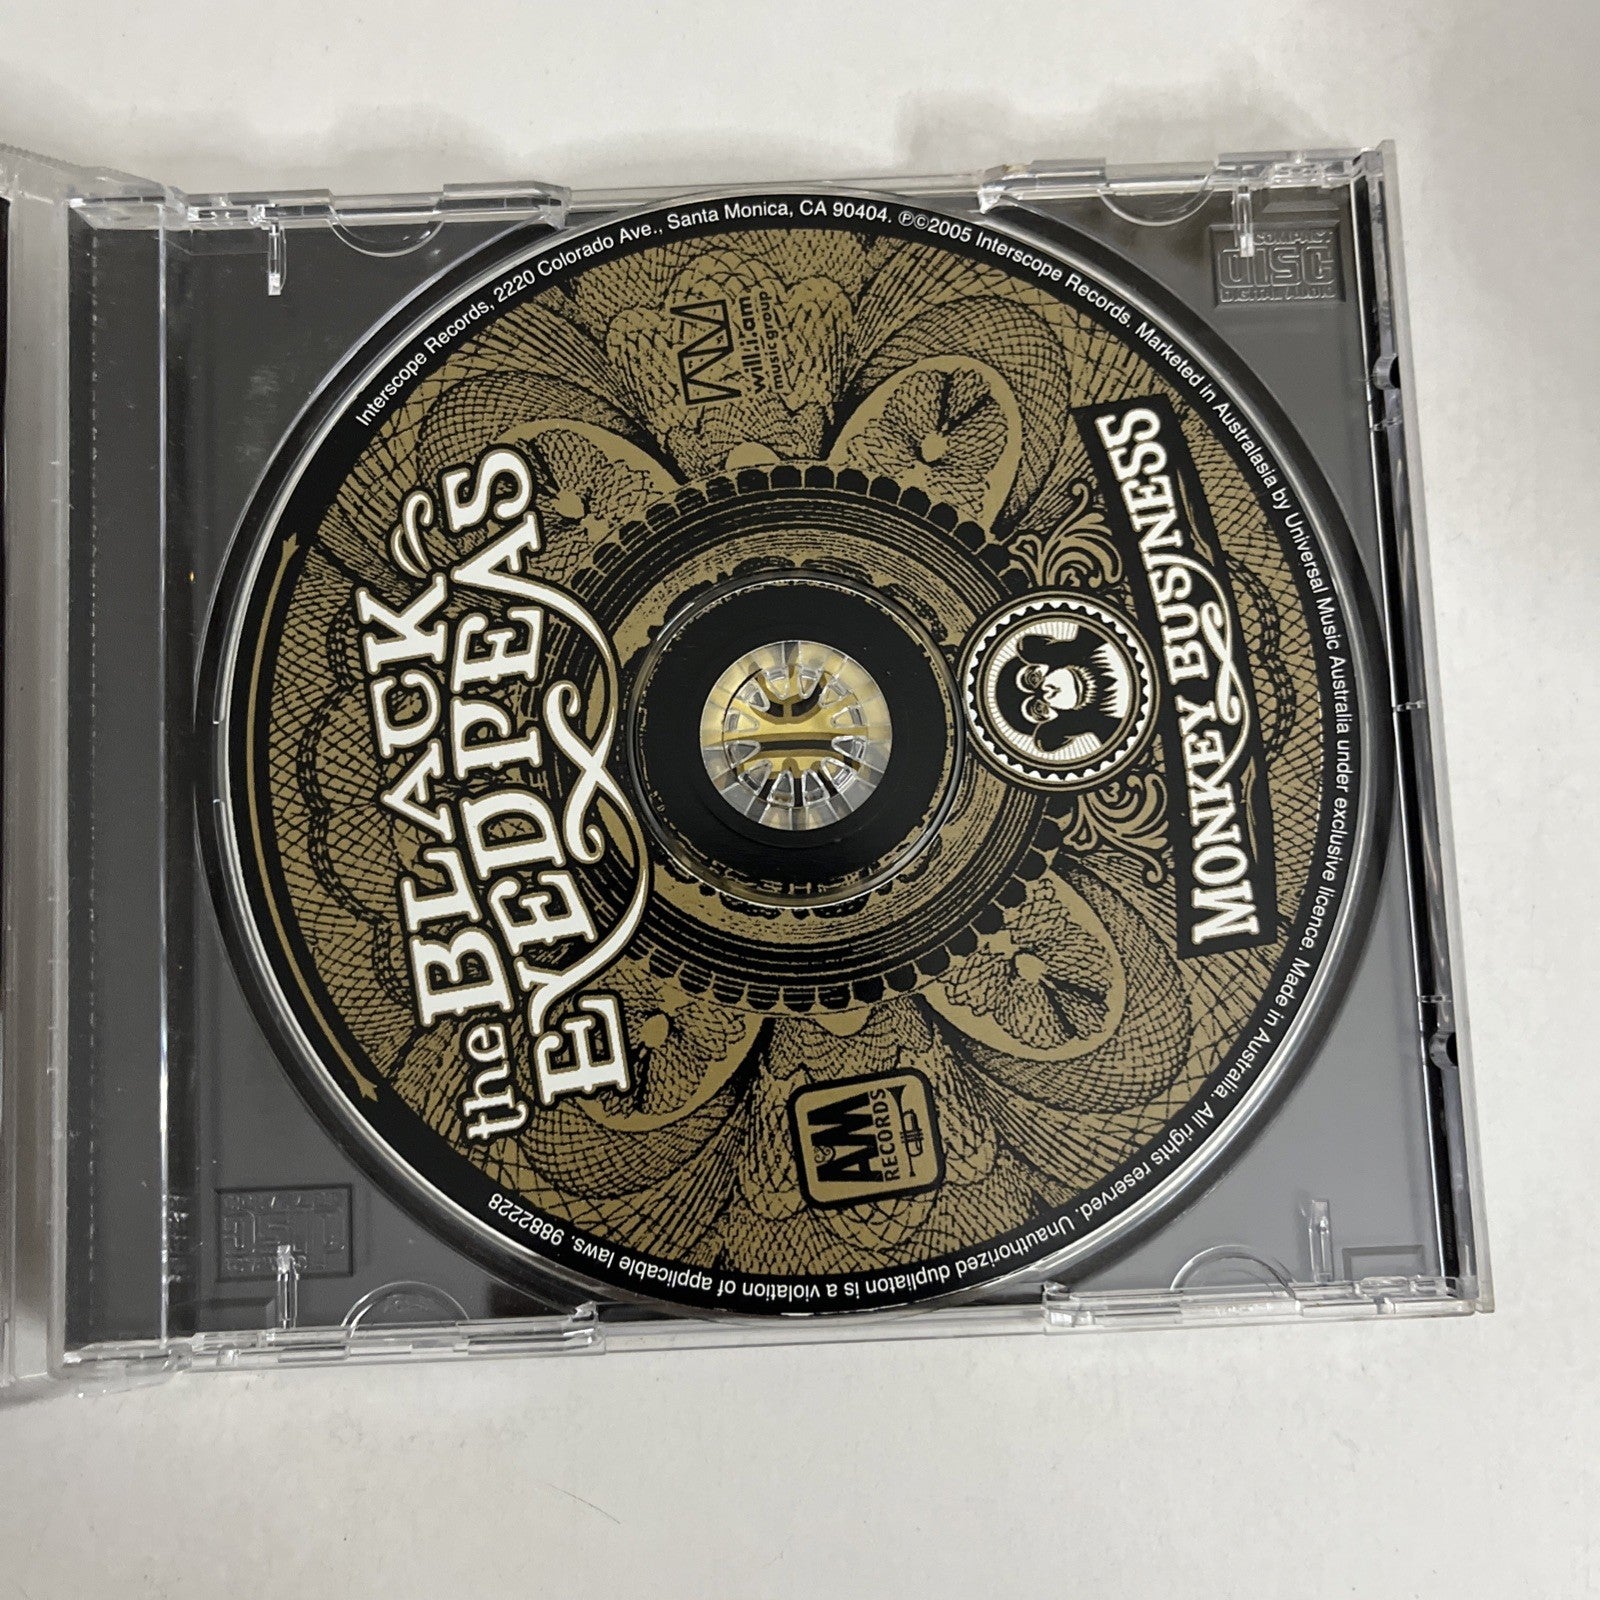 the BLACK
EYED PEAS
will.i.am
music group
MONKEY BUSINESS
A&M
RECORDS
Interscope Records, 2220 Colorado Ave., Santa Monica, CA 90404. ℗©2005 Interscope Records. Marketed in Australasia by Universal Music Australia under exclusive licence. Made in Australia. All rights reserved. Unauthorized dupliaton is a violation of applicable laws. 9882228
COMPACT
disc
DIGITAL AUDIO